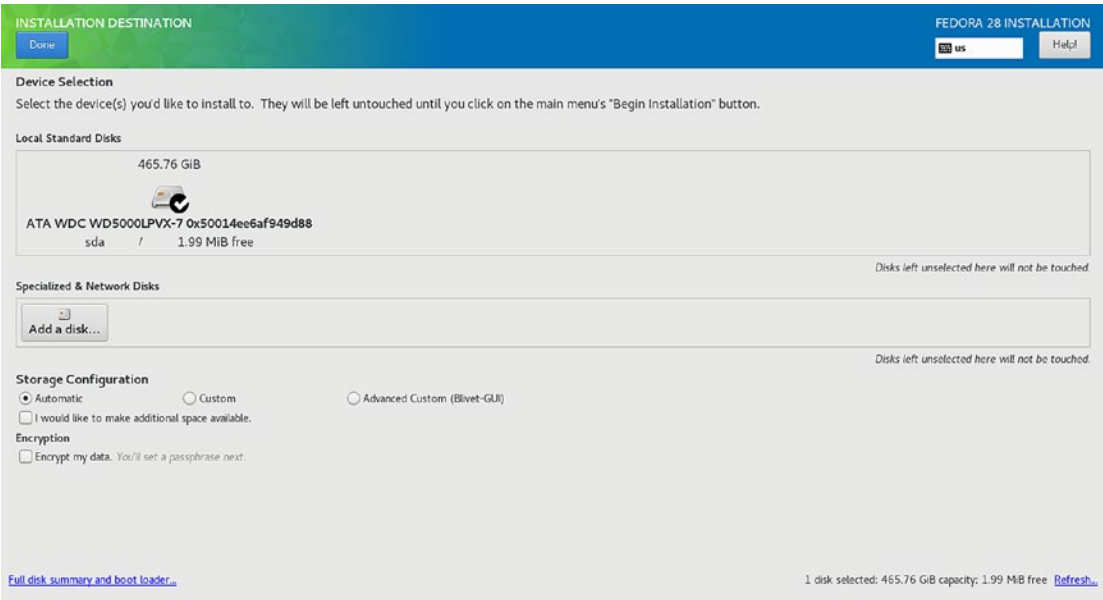 INSTALLATION DESTINATION
FEDORA 28 INSTALLATION
Done
us
Help!
Device Selection
Select the device(s) you'd like to install to. They will be left untouched until you click on the main menu's "Begin Installation" button.
Local Standard Disks
465.76 GiB
ATA WDC WD5000LPVX-7 0x50014ee6af949d88
sda / 1.99 MiB free
Disks left unselected here will not be touched.
Specialized & Network Disks
Add a disk...
Disks left unselected here will not be touched.
Storage Configuration
Automatic Custom Advanced Custom (Blivet-GUI)
I would like to make additional space available.
Encryption
Encrypt my data. You'll set a passphrase next.
Full disk summary and boot loader... 1 disk selected; 465.76 GiB capacity; 1.99 MiB free Refresh...